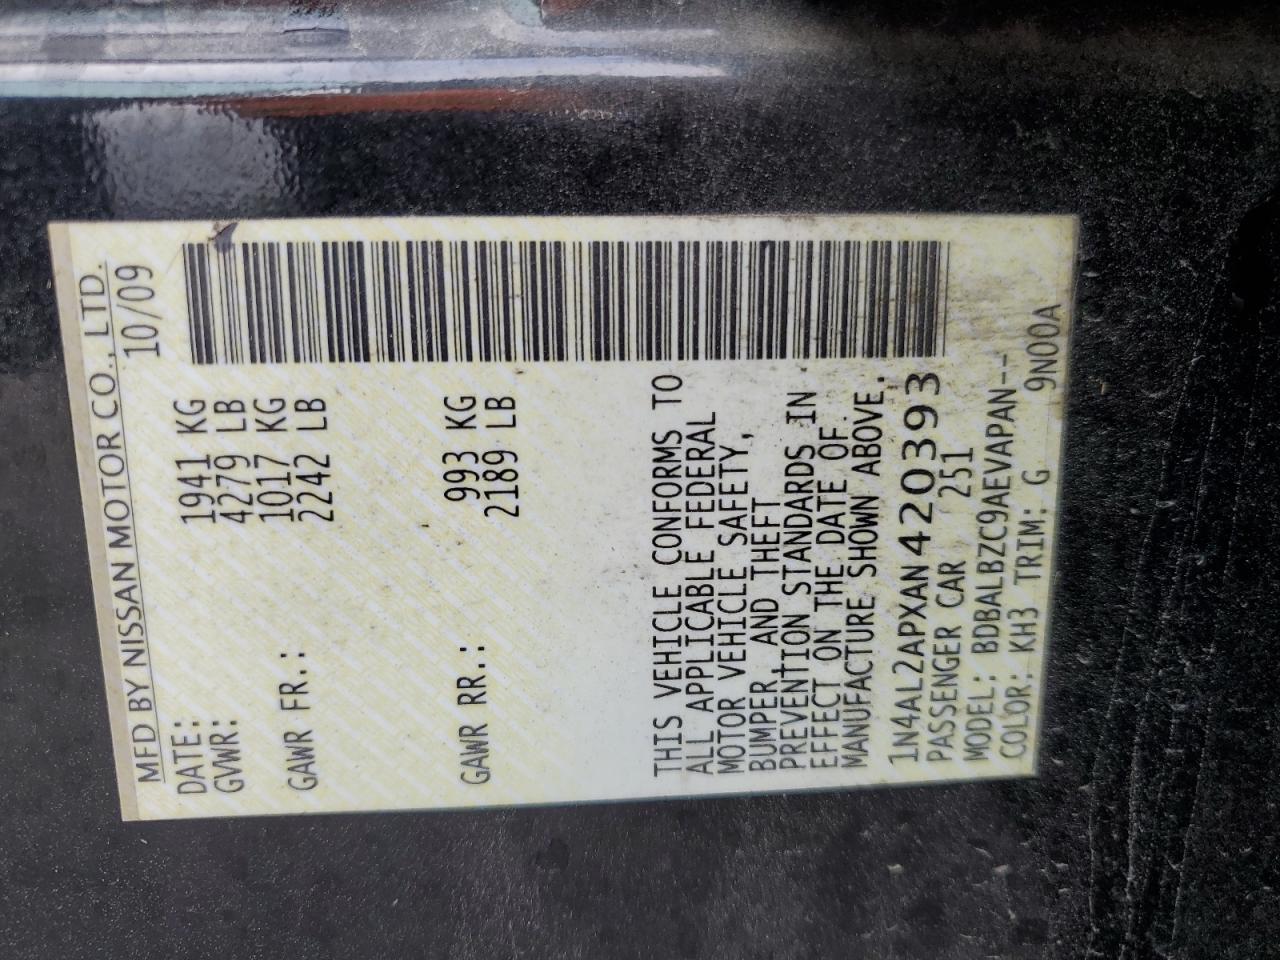 MFD BY NISSAN MOTOR CO., LTD.
DATE: 10/09
GVWR: 1941 KG
4279 LB
GAWR FR.: 1017 KG
2242 LB
GAWR RR.: 993 KG
2189 LB
THIS VEHICLE CONFORMS TO
ALL APPLICABLE FEDERAL
MOTOR VEHICLE SAFETY,
BUMPER, AND THEFT
PREVENTION STANDARDS IN
EFFECT ON THE DATE OF
MANUFACTURE SHOWN ABOVE.
1N4AL2APXAN420393
PASSENGER CAR 251
MODEL: BDBALBZC9AEVAPAN--
COLOR: KH3 TRIM: G 9N00A